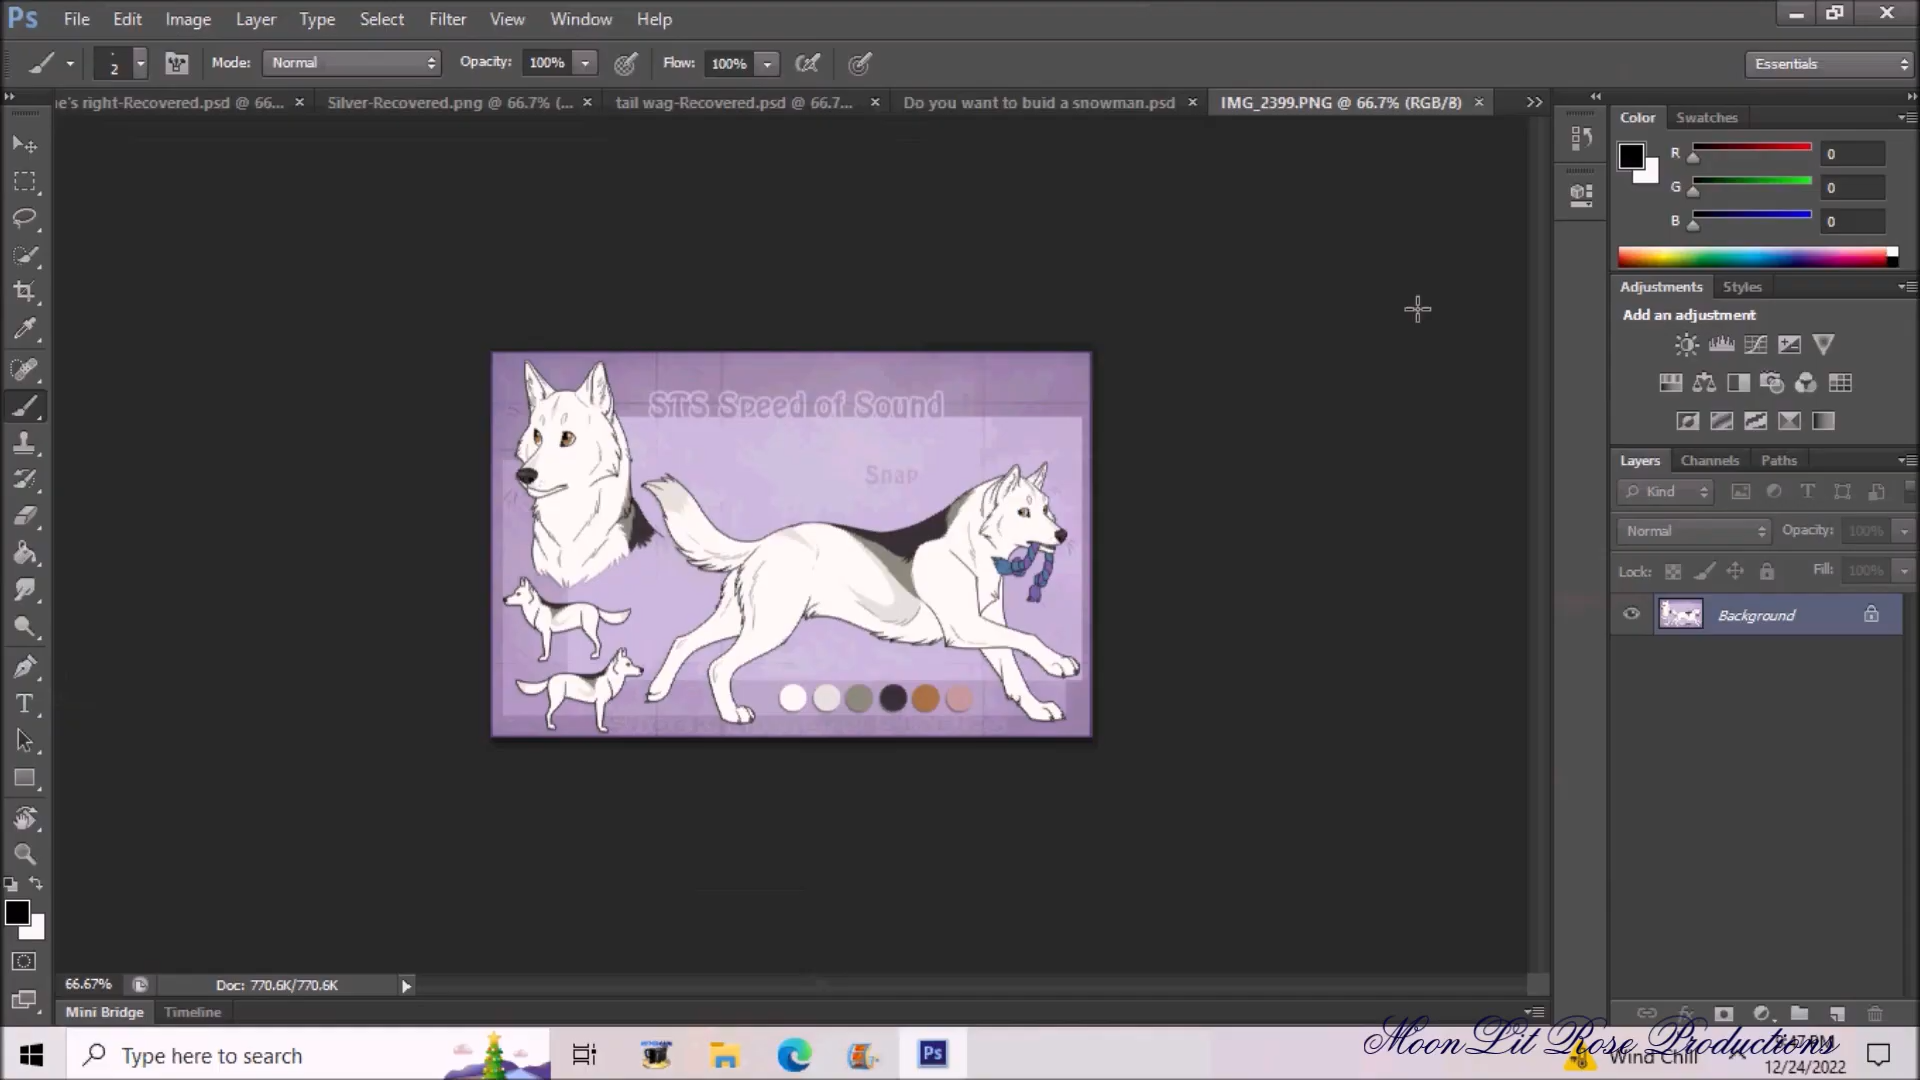 Ps File Edit Image Layer Type Select Filter View Window Help
2 Mode: Normal Opacity: 100% Flow: 100% Essentials
e's right-Recovered.psd @ 66... Silver-Recovered.png @ 66.7% (... tail wag-Recovered.psd @ 66.7... Do you want to buid a snowman.psd IMG_2399.PNG @ 66.7% (RGB/8)
Color Swatches
R 0
G 0
B 0
Adjustments Styles
Add an adjustment
STS Speed of Sound
Snap
Layers Channels Paths
Kind
Normal Opacity: 100%
Lock: Fill: 100%
Background
66.67% Doc: 770.6K/770.6K
Mini Bridge Timeline
MoonLit Rose Productions
Type here to search
Ps
Wind Chill
12/24/2022